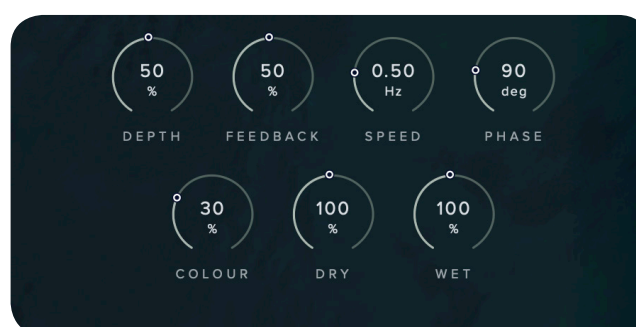 50 50 0.50 90
% % Hz deg
DEPTH FEEDBACK SPEED PHASE
30 100 100
% % %
COLOUR DRY WET